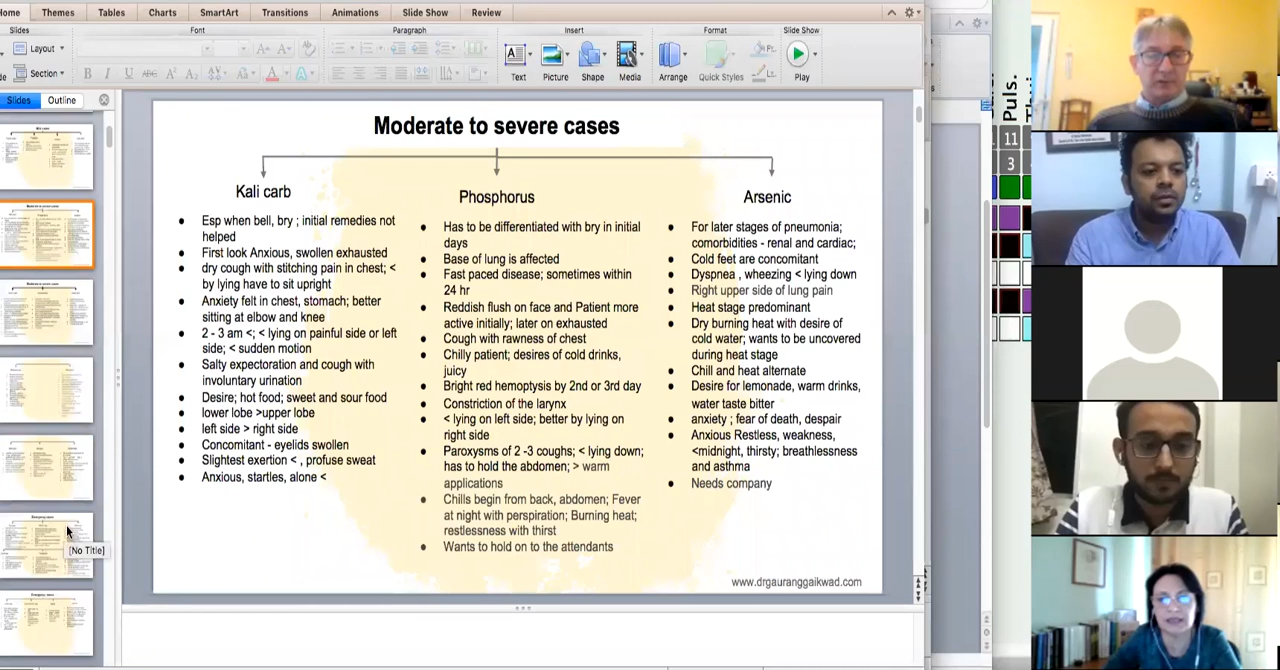 Home Themes Tables Charts SmartArt Transitions Animations Slide Show Review
Slides Font Paragraph Insert Format Slide Show
Layout
Section
B I U ABC A² A₂ AV Aa A A
Text Picture Shape Media Arrange Quick Styles Play
Slides Outline
Moderate to severe cases
Kali carb
Esp when bell, bry ; initial remedies not
helped
First look Anxious, swollen exhausted
dry cough with stitching pain in chest; <
by lying have to sit upright
Anxiety felt in chest, stomach; better
sitting at elbow and knee
2 - 3 am <; < lying on painful side or left
side; < sudden motion
Salty expectoration and cough with
involuntary urination
Desire; hot food; sweet and sour food
lower lobe >upper lobe
left side > right side
Concomitant - eyelids swollen
Slightest exertion < , profuse sweat
Anxious, startles, alone <
Phosphorus
Has to be differentiated with bry in initial
days
Base of lung is affected
Fast paced disease; sometimes within
24 hr
Reddish flush on face and Patient more
active initially; later on exhausted
Cough with rawness of chest
Chilly patient; desires of cold drinks,
juicy
Bright red hemoptysis by 2nd or 3rd day
Constriction of the larynx
< lying on left side; better by lying on
right side
Paroxysms of 2 -3 coughs; < lying down;
has to hold the abdomen; > warm
applications
Chills begin from back, abdomen; Fever
at night with perspiration; Burning heat;
restlessness with thirst
Wants to hold on to the attendants
Arsenic
For later stages of pneumonia;
comorbidities - renal and cardiac;
Cold feet are concomitant
Dyspnea , wheezing < lying down
Right upper side of lung pain
Heat stage predominant
Dry burning heat with desire of
cold water; wants to be uncovered
during heat stage
Chill and heat alternate
Desire for lemonade, warm drinks,
water taste bitter
anxiety ; fear of death, despair
Anxious Restless, weakness,
<midnight, thirsty; breathlessness
and asthma
Needs company
www.drgauranggaikwad.com
[No Title]
Puls.
11
3